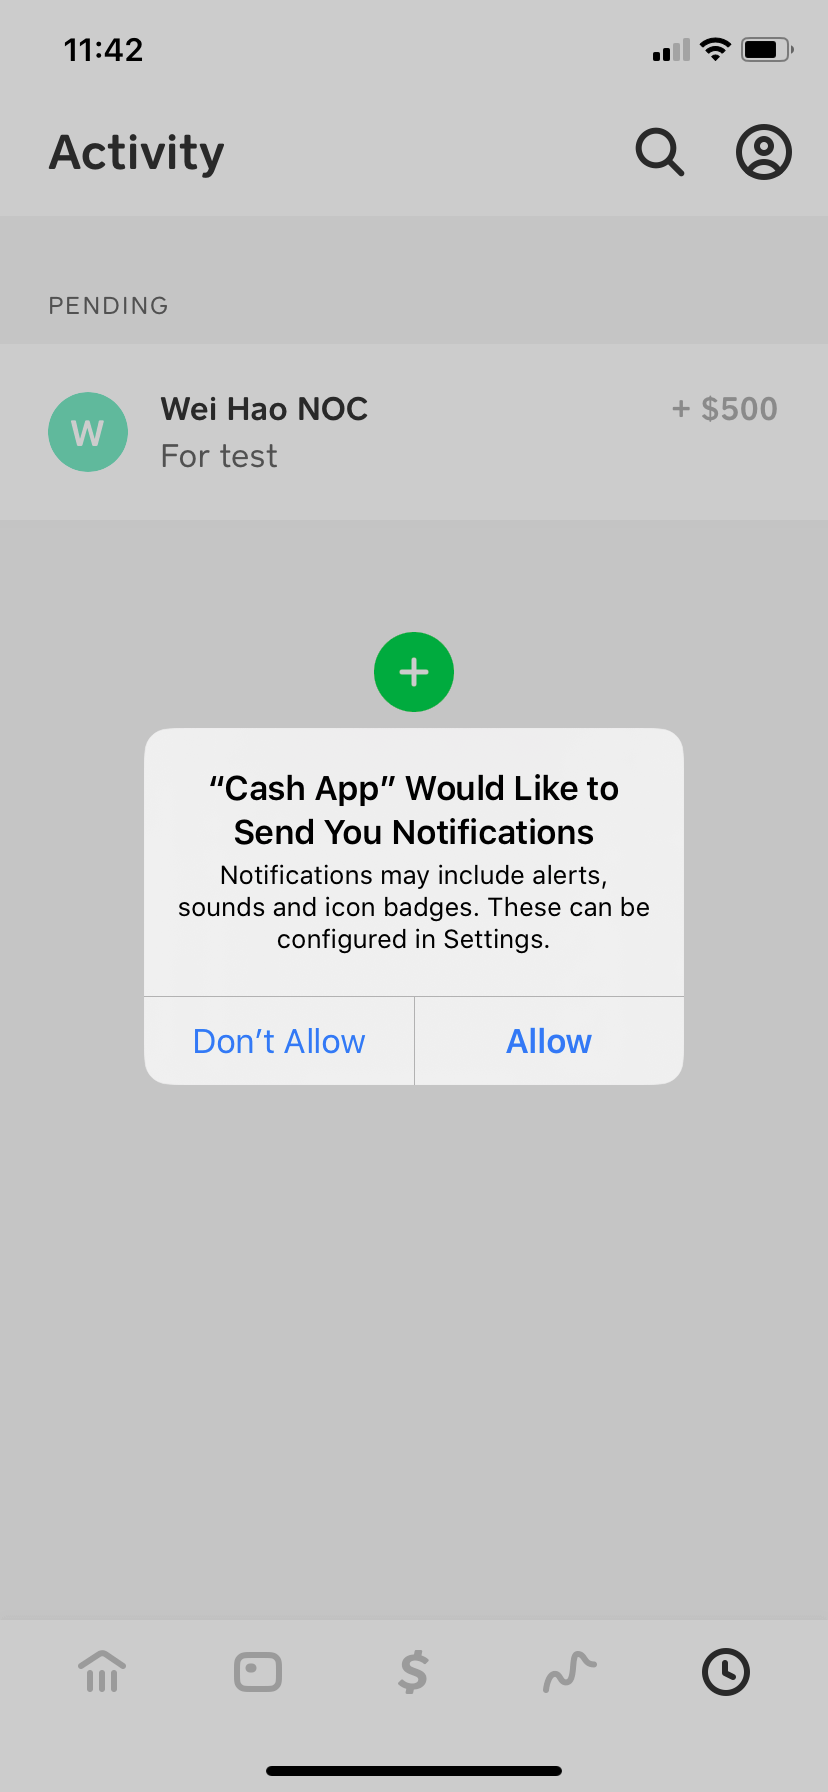 11:42
Activity
PENDING
W
Wei Hao NOC
+ $500
For test
“Cash App” Would Like to
Send You Notifications
Notifications may include alerts,
sounds and icon badges. These can be
configured in Settings.
Don’t Allow
Allow
$